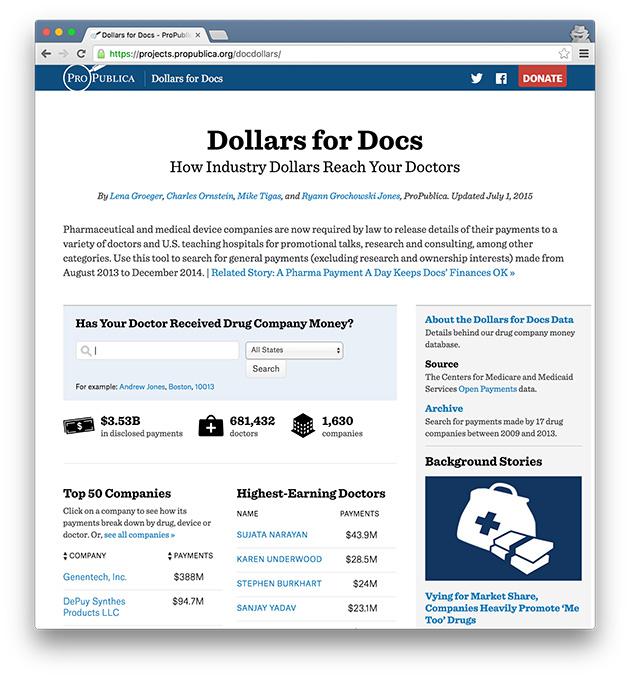 Dollars for Docs - ProPubli
https://projects.propublica.org/docdollars/
PROPUBLICA
Dollars for Docs
DONATE
Dollars for Docs
How Industry Dollars Reach Your Doctors
By Lena Groeger, Charles Ornstein, Mike Tigas, and Ryann Grochowski Jones, ProPublica. Updated July 1, 2015
Pharmaceutical and medical device companies are now required by law to release details of their payments to a
variety of doctors and U.S. teaching hospitals for promotional talks, research and consulting, among other
categories. Use this tool to search for general payments (excluding research and ownership interests) made from
August 2013 to December 2014. | Related Story: A Pharma Payment A Day Keeps Docs' Finances OK »
Has Your Doctor Received Drug Company Money?
All States
Search
For example: Andrew Jones, Boston, 10013
$3.53B
in disclosed payments
681,432
doctors
1,630
companies
Top 50 Companies
Click on a company to see how its
payments break down by drug, device or
doctor. Or, see all companies »
COMPANY PAYMENTS
Genentech, Inc. $388M
DePuy Synthes
Products LLC $94.7M
Highest-Earning Doctors
NAME PAYMENTS
SUJATA NARAYAN $43.9M
KAREN UNDERWOOD $28.5M
STEPHEN BURKHART $24M
SANJAY YADAV $23.1M
About the Dollars for Docs Data
Details behind our drug company money
database.
Source
The Centers for Medicare and Medicaid
Services Open Payments data.
Archive
Search for payments made by 17 drug
companies between 2009 and 2013.
Background Stories
Vying for Market Share,
Companies Heavily Promote 'Me
Too' Drugs